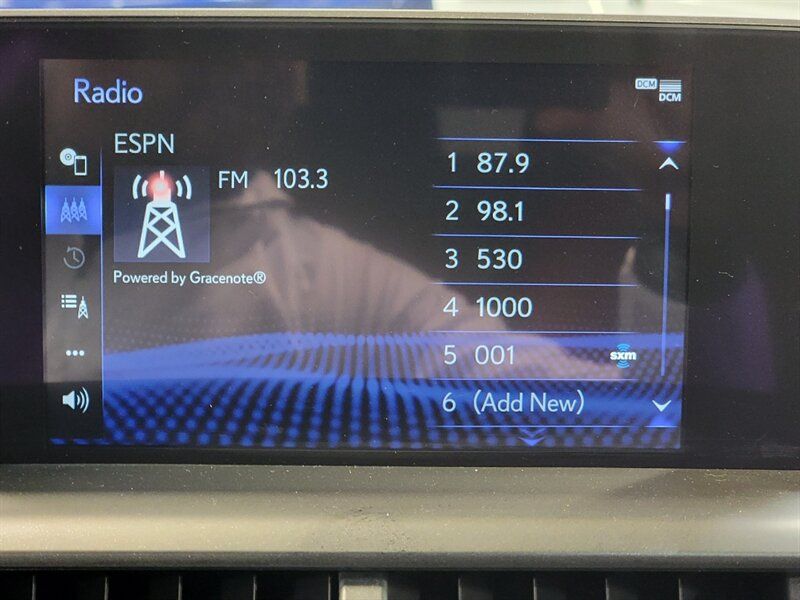 Radio
DCM
DCM
ESPN
FM 103.3
Powered by Gracenote®
1 87.9
2 98.1
3 530
4 1000
5 001 sxm
6 (Add New)